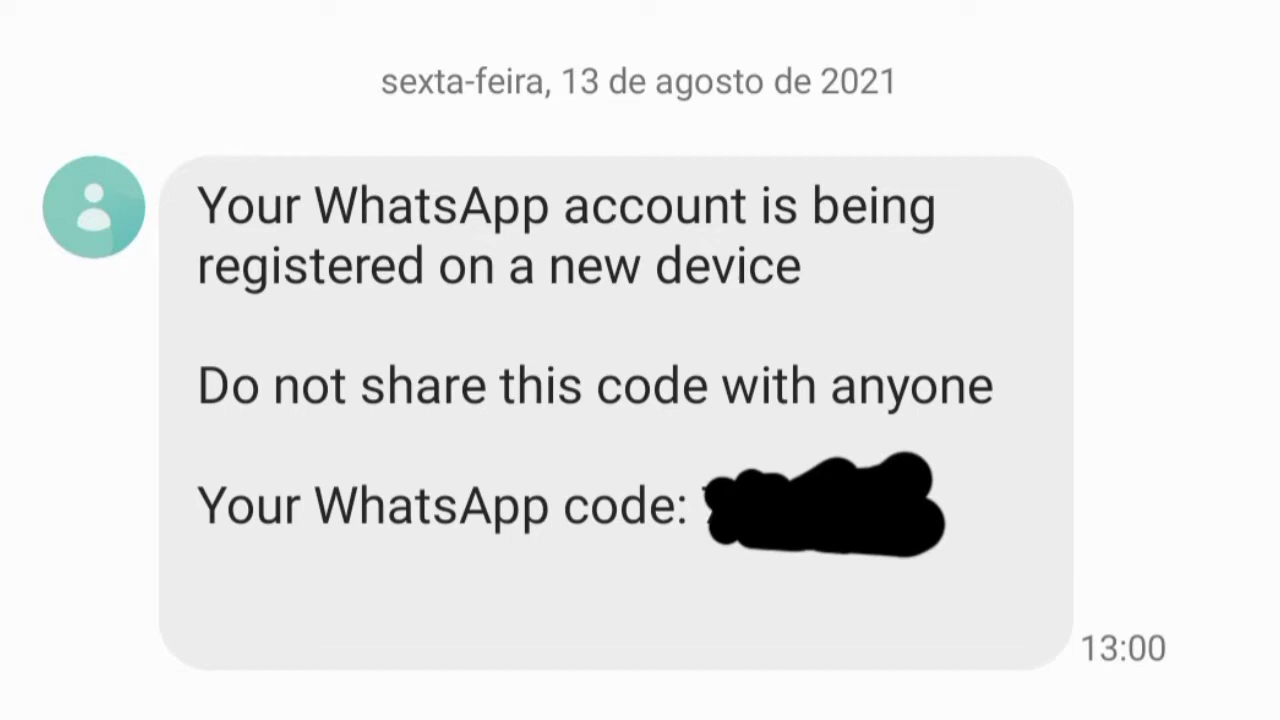 sexta-feira, 13 de agosto de 2021
Your WhatsApp account is being
registered on a new device
Do not share this code with anyone
Your WhatsApp code:
13:00